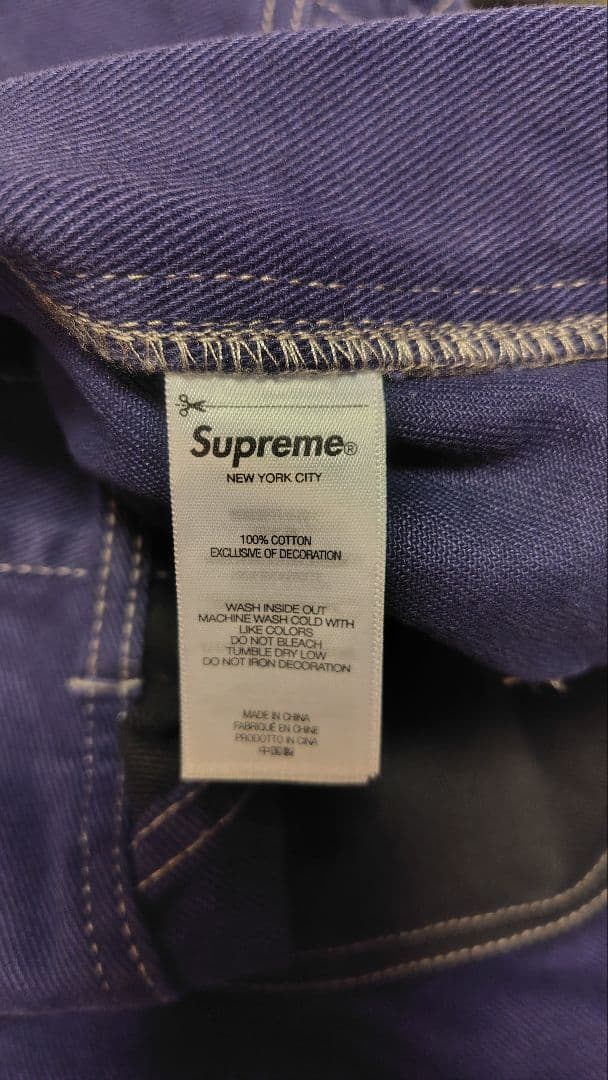 Supreme®
NEW YORK CITY
100% COTTON
EXCLUSIVE OF DECORATION
WASH INSIDE OUT
MACHINE WASH COLD WITH
LIKE COLORS
DO NOT BLEACH
TUMBLE DRY LOW
DO NOT IRON DECORATION
MADE IN CHINA
FABRIQUÉ EN CHINE
PRODOTTO IN CINA
中国製